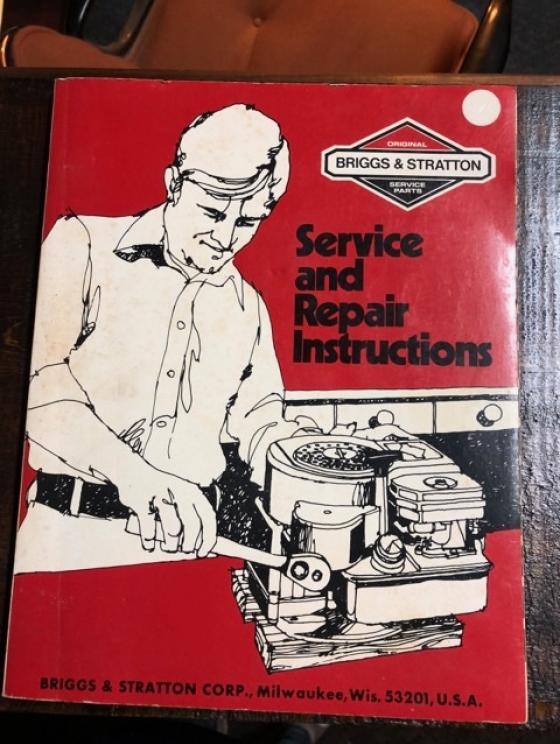 ORIGINAL
BRIGGS & STRATTON
SERVICE
PARTS
Service
and
Repair
Instructions
BRIGGS & STRATTON CORP., Milwaukee, Wis. 53201, U.S.A.